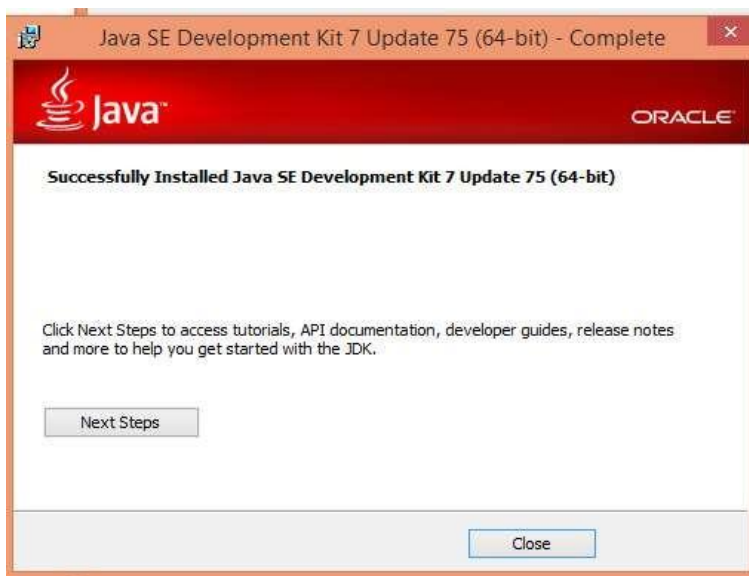 Java SE Development Kit 7 Update 75 (64-bit) - Complete
Java™
ORACLE®
Successfully Installed Java SE Development Kit 7 Update 75 (64-bit)
Click Next Steps to access tutorials, API documentation, developer guides, release notes
and more to help you get started with the JDK.
Next Steps
Close